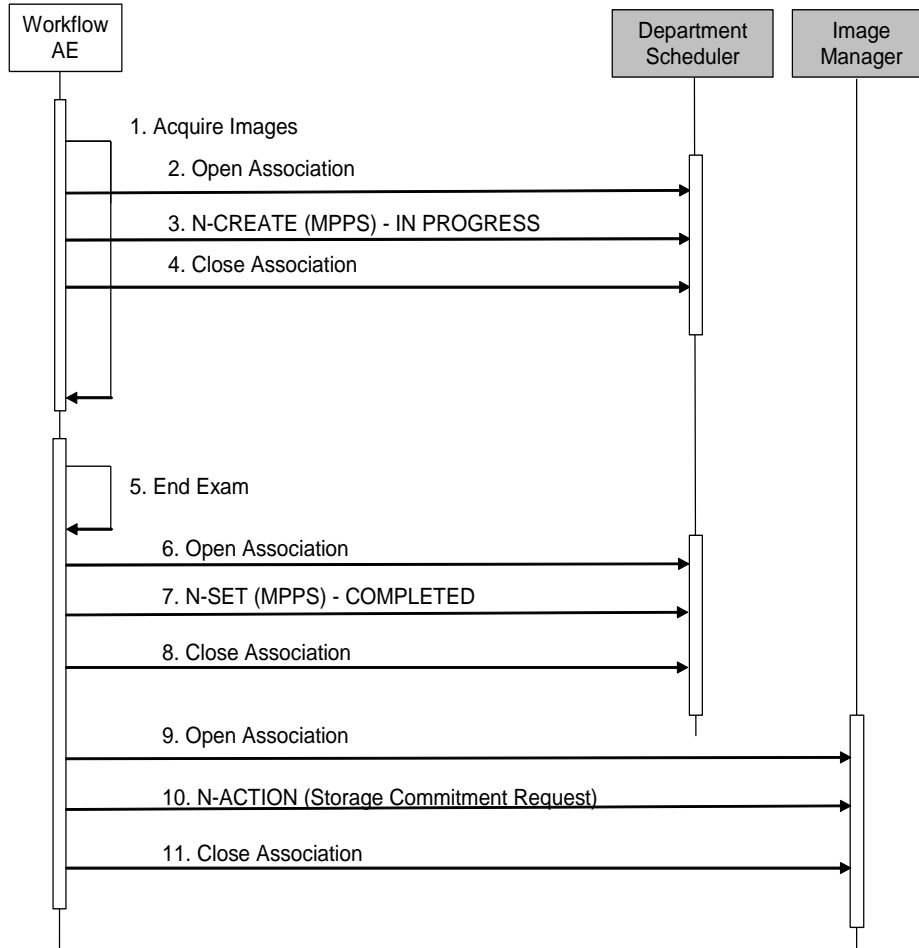 Workflow
AE
Department
Scheduler
Image
Manager
1. Acquire Images
2. Open Association
3. N-CREATE (MPPS) - IN PROGRESS
4. Close Association
5. End Exam
6. Open Association
7. N-SET (MPPS) - COMPLETED
8. Close Association
9. Open Association
10. N-ACTION (Storage Commitment Request)
11. Close Association